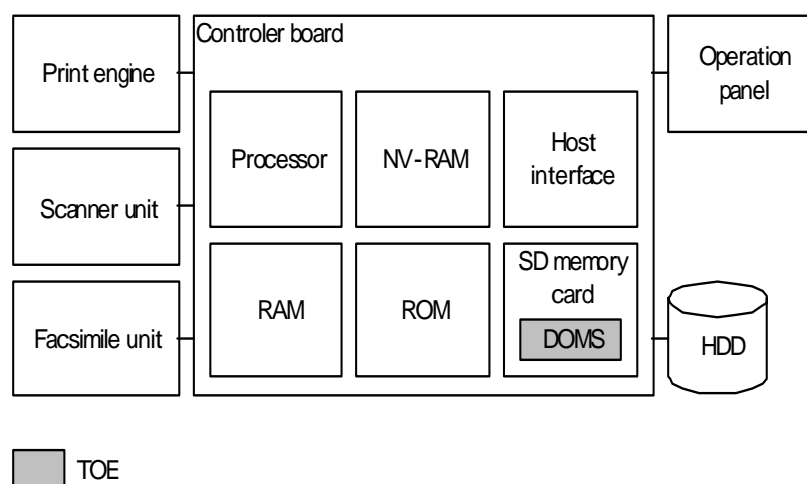 Controler board
Print engine
Operation
panel
Processor
NV-RAM
Host
interface
Scanner unit
SD memory
card
RAM
ROM
DOMS
Facsimile unit
HDD
TOE